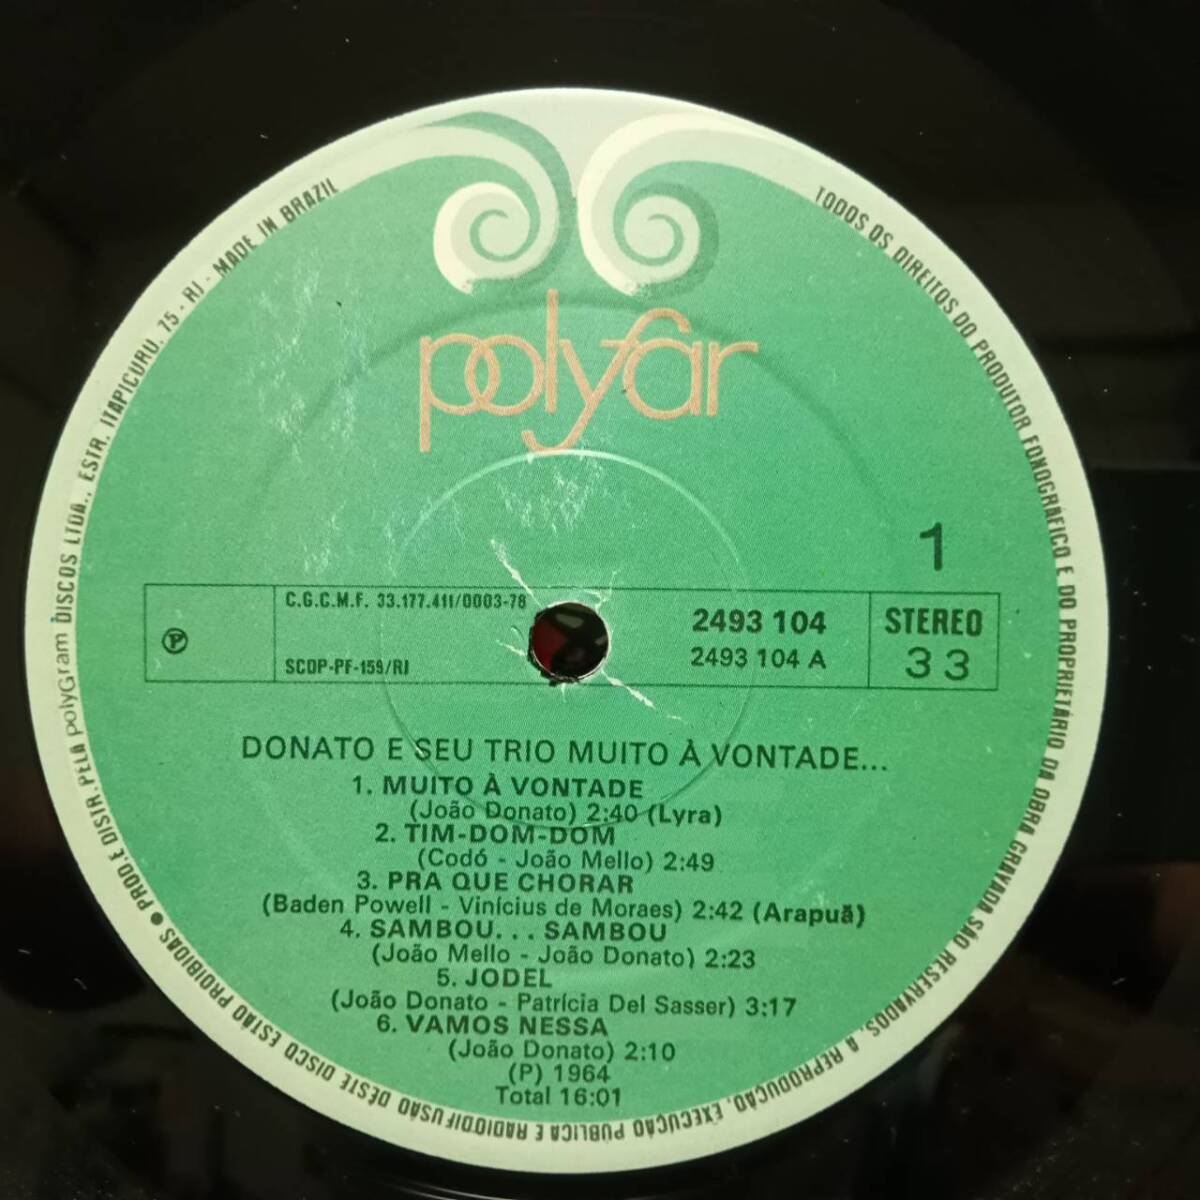 polyfar
1
C.G.C.M.F. 33.177.411/0003-78
SCDP-PF-159/RJ
2493 104
2493 104 A
STEREO
33
DONATO E SEU TRIO MUITO À VONTADE...
1. MUITO À VONTADE
(João Donato) 2:40 (Lyra)
2. TIM-DOM-DOM
(Codó - João Mello) 2:49
3. PRA QUE CHORAR
(Baden Powell - Vinícius de Moraes) 2:42 (Arapuã)
4. SAMBOU... SAMBOU
(João Mello - João Donato) 2:23
5. JODEL
(João Donato - Patrícia Del Sasser) 3:17
6. VAMOS NESSA
(João Donato) 2:10
(P) 1964
Total 16:01
PROD. E DISTR. PELA polyGram DISCOS LTDA., ESTR. ITAPICURU, 75 - RJ - MADE IN BRAZIL
TODOS OS DIREITOS DO PRODUTOR FONOGRÁFICO E DO PROPRIETÁRIO DA OBRA GRAVADA SÃO RESERVADOS. A REPRODUÇÃO, EXECUÇÃO PÚBLICA E RADIODIFUSÃO DESTE DISCO ESTÃO PROIBIDAS •